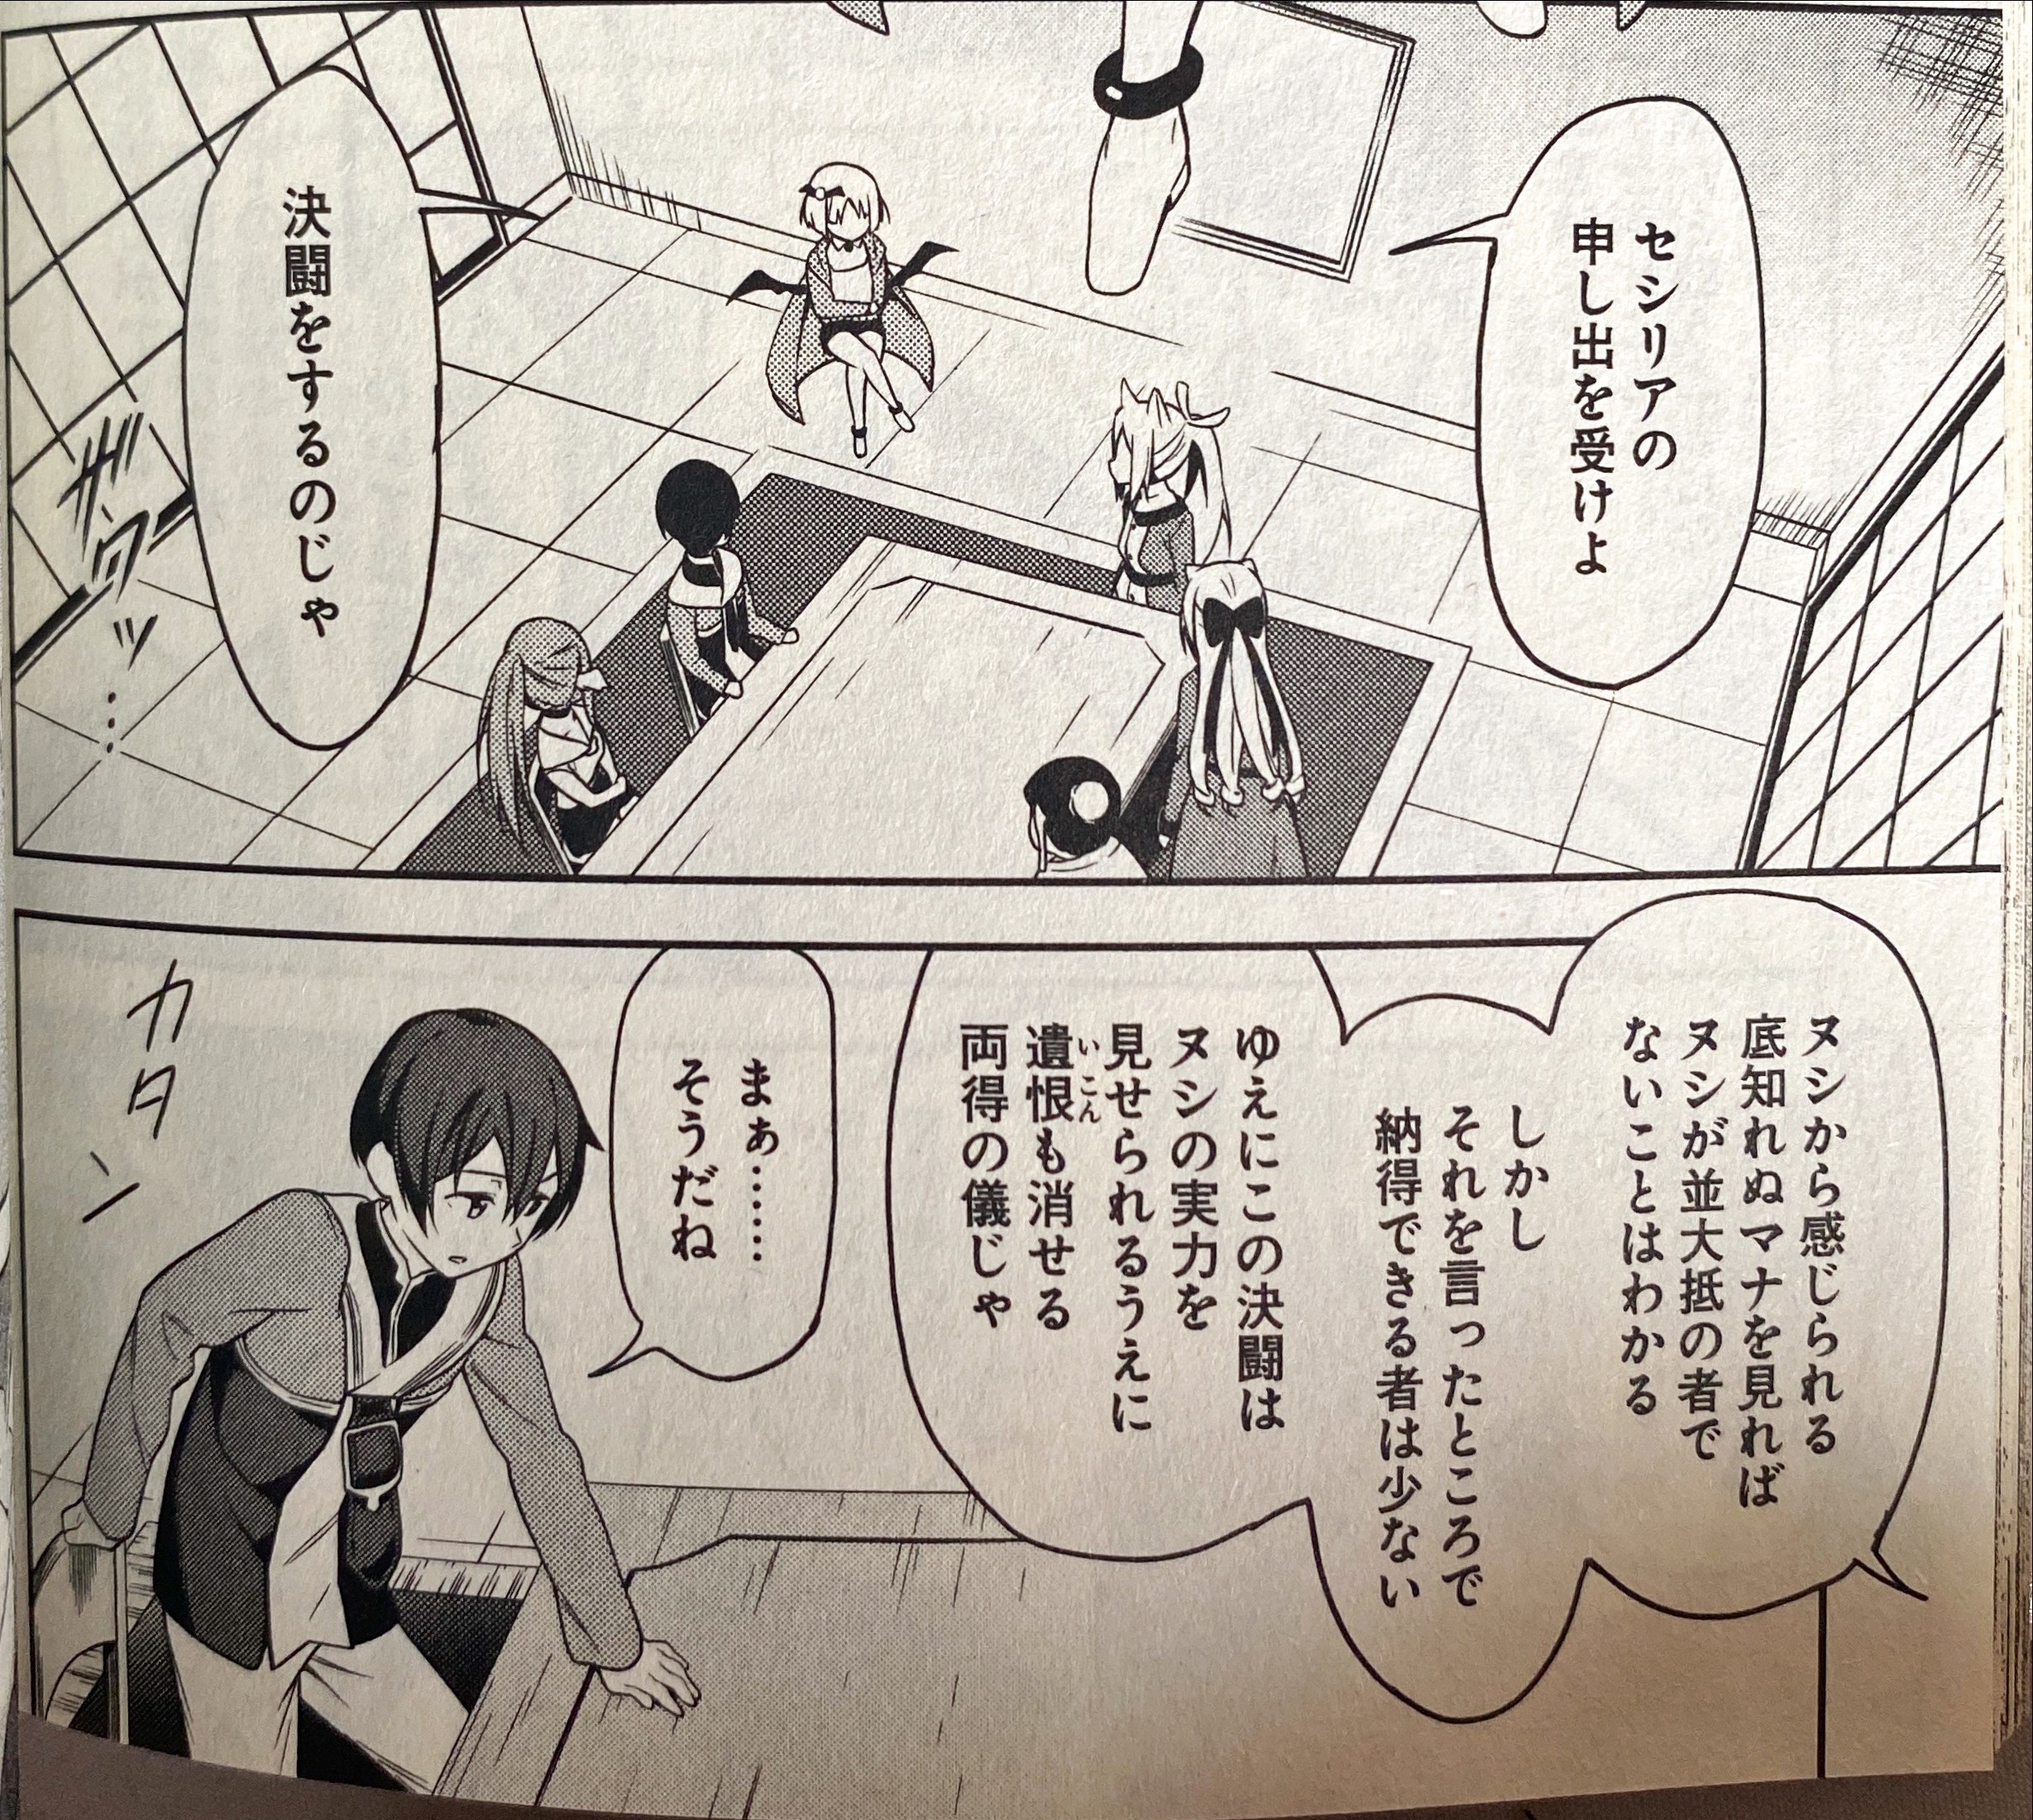 セシリアの
申し出を受けよ
決闘をするのじゃ
ザワッ…
ヌシから感じられる
底知れぬマナを見れば
ヌシが並大抵の者で
ないことはわかる
しかし
それを言ったところで
納得できる者は少ない
ゆえにこの決闘は
ヌシの実力を
見せられるうえに
遺恨も消せる
いこん
両得の儀じゃ
まぁ……
そうだね
カタン